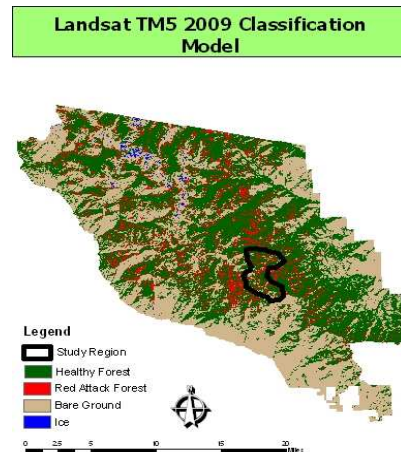 Landsat TM5 2009 Classification
Model
Legend
Study Region
Healthy Forest
Red Attack Forest
Bare Ground
Ice
N
0 2.5 5 10 15 20
Miles